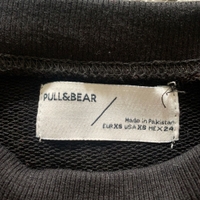 PULL&BEAR
Made in Pakistan
EUR XS USA XS MEX 24